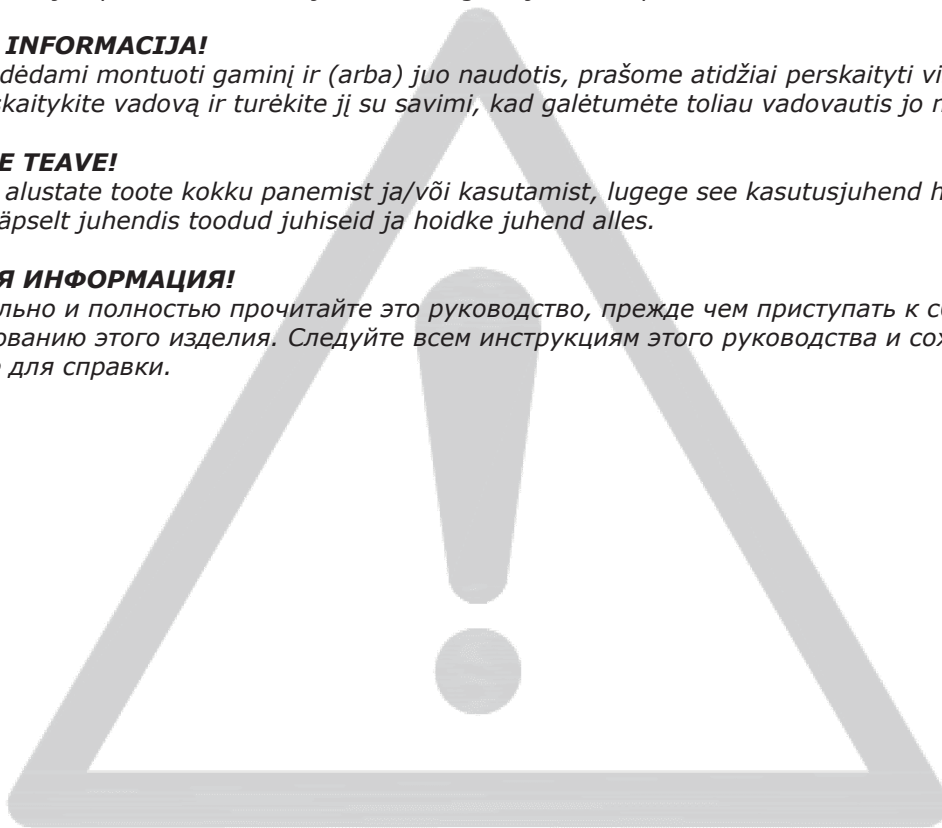 INFORMACIJA!
dėdami montuoti gaminį ir (arba) juo naudotis, prašome atidžiai perskaityti
skaitykite vadovą ir turėkite jį su savimi, kad galėtumėte toliau vadovautis jo
TEAVE!
alustate toote kokku panemist ja/või kasutamist, lugege see kasutusjuhend
äpselt juhendis toodud juhiseid ja hoidke juhend alles.
Я ИНФОРМАЦИЯ!
льно и полностью прочитайте это руководство, прежде чем приступать к
ованию этого изделия. Следуйте всем инструкциям этого руководства и
для справки.